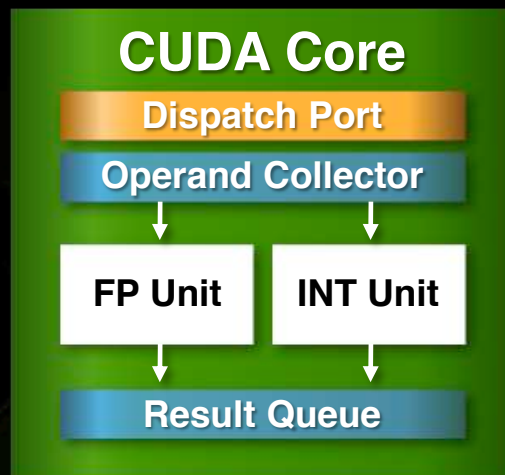 CUDA Core
Dispatch Port
Operand Collector
FP Unit INT Unit
Result Queue